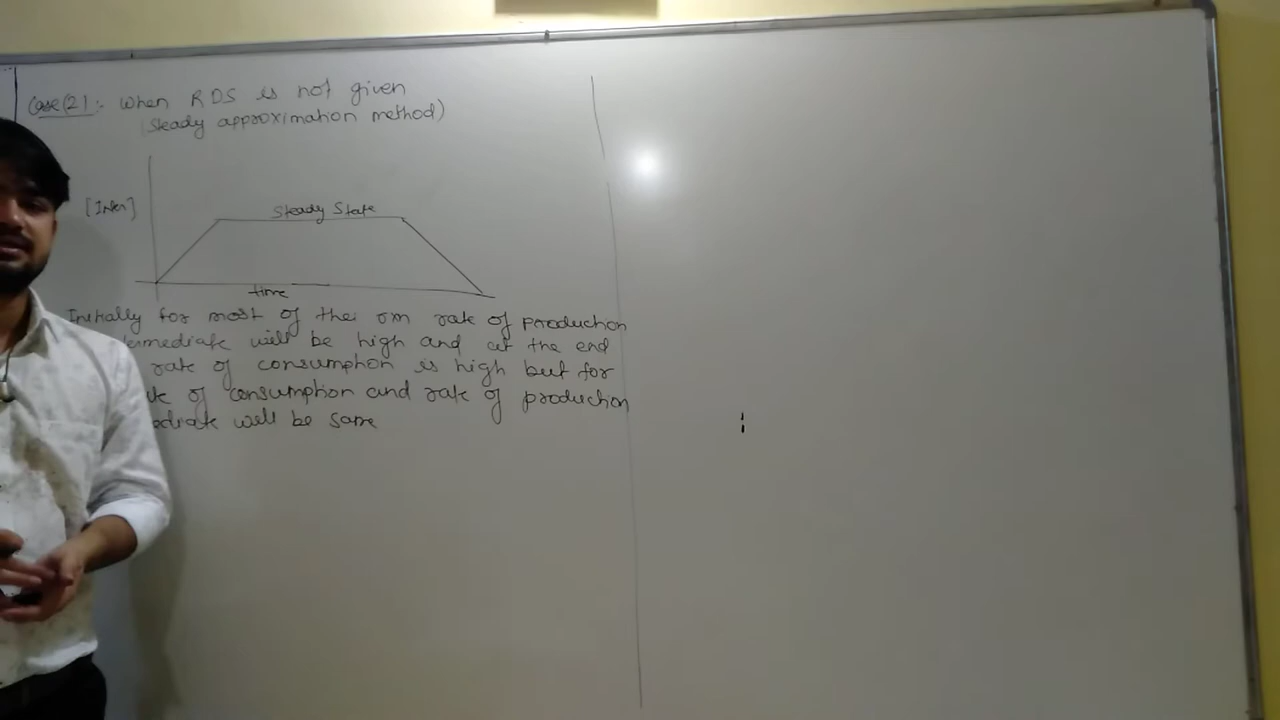 Case(2): When RDS is not given
(Steady approximation method)
[Inter]
Steady State
time
Initially for most of the rxn rate of production
ermediate will be high and at the end
rate of consumption is high but for
of consumption and rate of production
ediate will be same